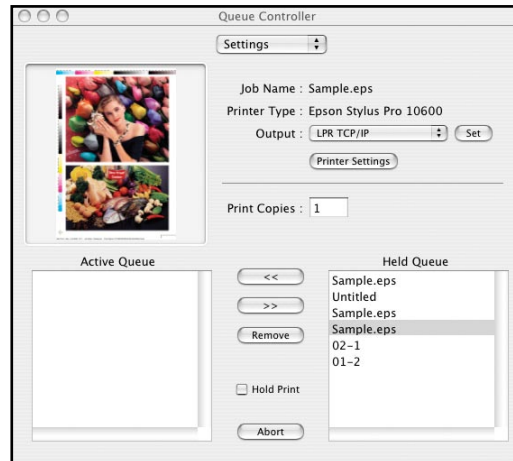 Queue Controller
Settings
Job Name : Sample.eps
Printer Type : Epson Stylus Pro 10600
Output : LPR TCP/IP Set
Printer Settings
Print Copies : 1
Active Queue
<<
>>
Remove
Hold Print
Abort
Held Queue
Sample.eps
Untitled
Sample.eps
Sample.eps
02-1
01-2